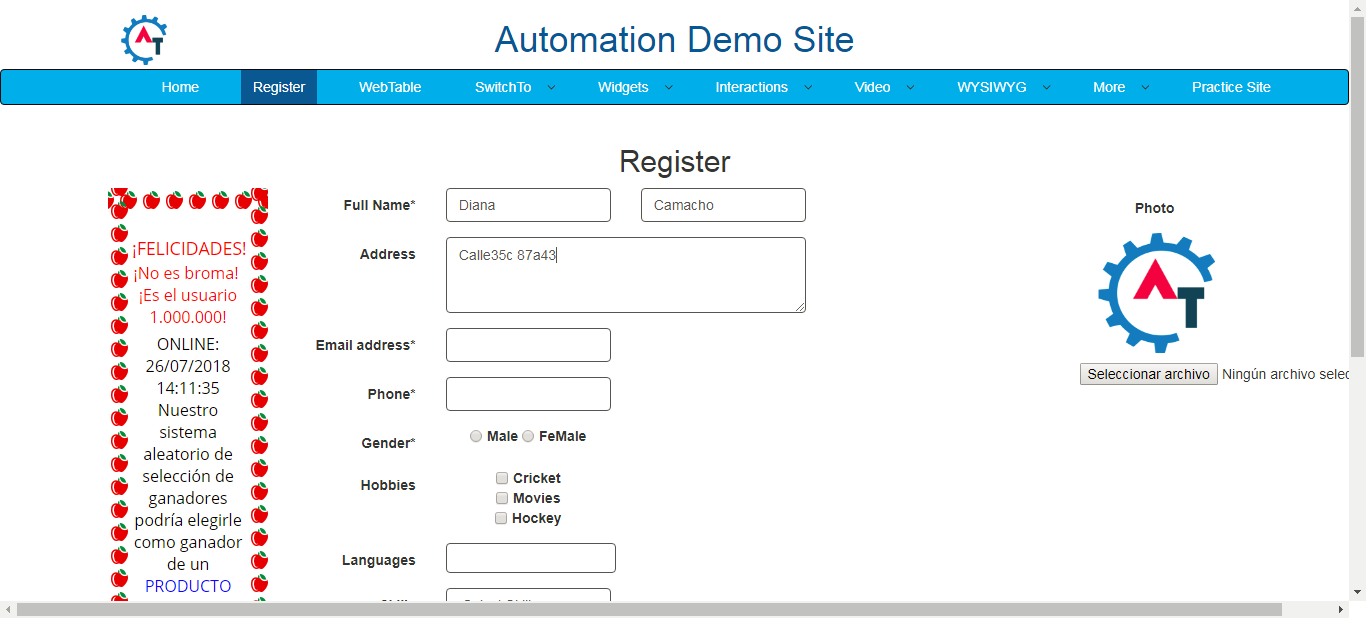 Automation Demo Site
Home Register WebTable SwitchTo Widgets Interactions Video WYSIWYG More Practice Site
Register
¡FELICIDADES!
¡No es broma!
¡Es el usuario
1.000.000!
ONLINE:
26/07/2018
14:11:35
Nuestro
sistema
aleatorio de
selección de
ganadores
podría elegirle
como ganador
de un
PRODUCTO
Full Name* Diana Camacho
Address Calle35c 87a43
Email address*
Phone*
Gender* Male FeMale
Hobbies Cricket
Movies
Hockey
Languages
Photo
AT
Seleccionar archivo Ningún archivo selec